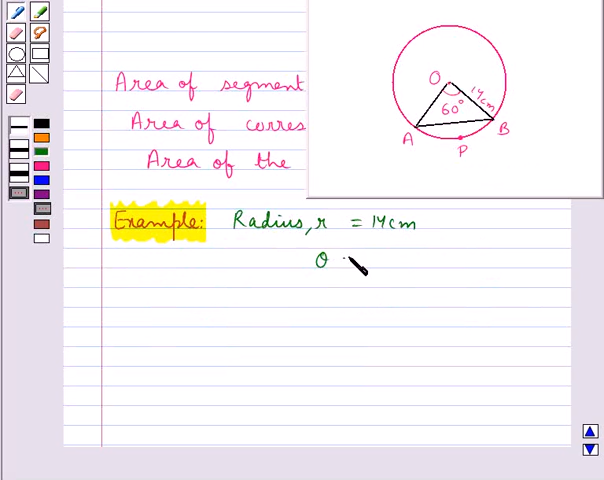 Area of segment
Area of corres
Area of the
O
14cm
60°
A
B
P
Example: Radius, r = 14cm
θ